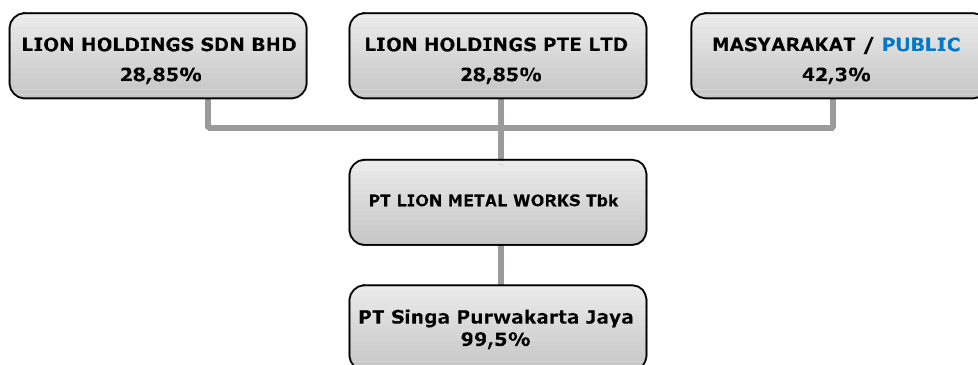 LION HOLDINGS SDN BHD
28,85%
LION HOLDINGS PTE LTD
28,85%
MASYARAKAT / PUBLIC
42,3%
PT LION METAL WORKS Tbk
PT Singa Purwakarta Jaya
99,5%